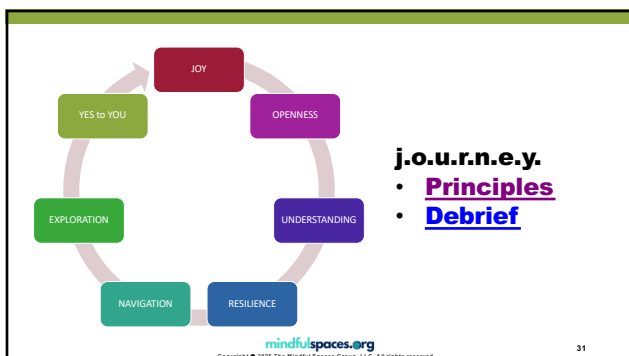 JOY
OPENNESS
UNDERSTANDING
RESILIENCE
NAVIGATION
EXPLORATION
YES to YOU
j.o.u.r.n.e.y.
• Principles
• Debrief
mindfulspaces.org
31